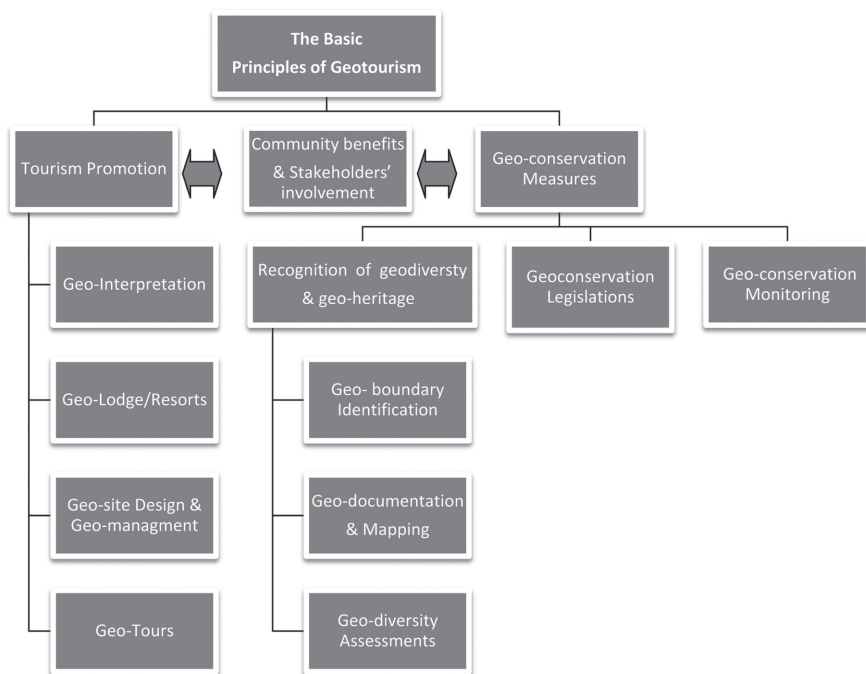 The Basic
Principles of Geotourism
Tourism Promotion
Community benefits
& Stakeholders'
involvement
Geo-conservation
Measures
Geo-Interpretation
Recognition of geodiversty
& geo-heritage
Geoconservation
Legislations
Geo-conservation
Monitoring
Geo-Lodge/Resorts
Geo- boundary
Identification
Geo-site Design &
Geo-managment
Geo-documentation
& Mapping
Geo-Tours
Geo-diversity
Assessments